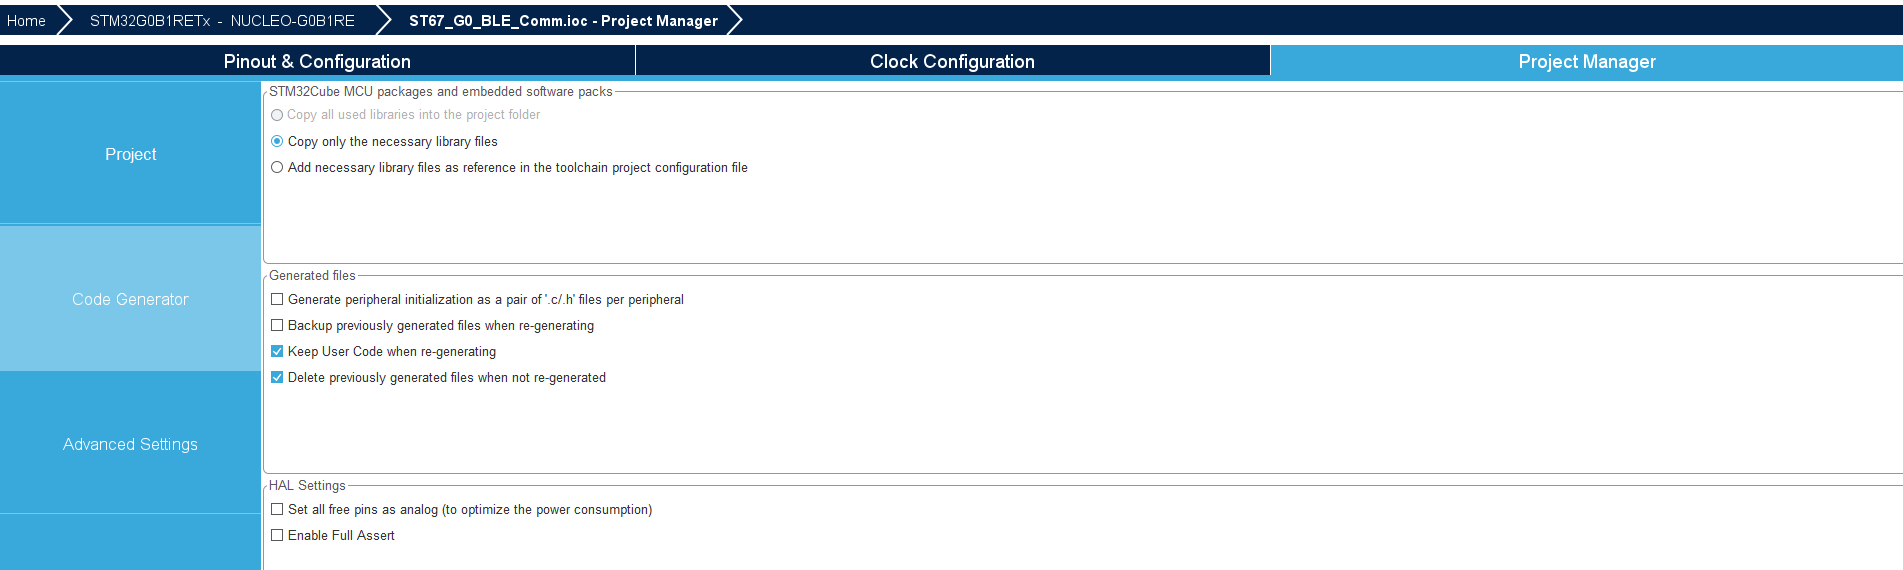 Home STM32G0B1RETx - NUCLEO-G0B1RE ST67_G0_BLE_Comm.ioc - Project Manager
Pinout & Configuration Clock Configuration Project Manager
STM32Cube MCU packages and embedded software packs
Copy all used libraries into the project folder
Copy only the necessary library files
Project
Add necessary library files as reference in the toolchain project configuration file
Generated files
Code Generator
Generate peripheral initialization as a pair of '.c/.h' files per peripheral
Backup previously generated files when re-generating
Keep User Code when re-generating
Delete previously generated files when not re-generated
Advanced Settings
HAL Settings
Set all free pins as analog (to optimize the power consumption)
Enable Full Assert